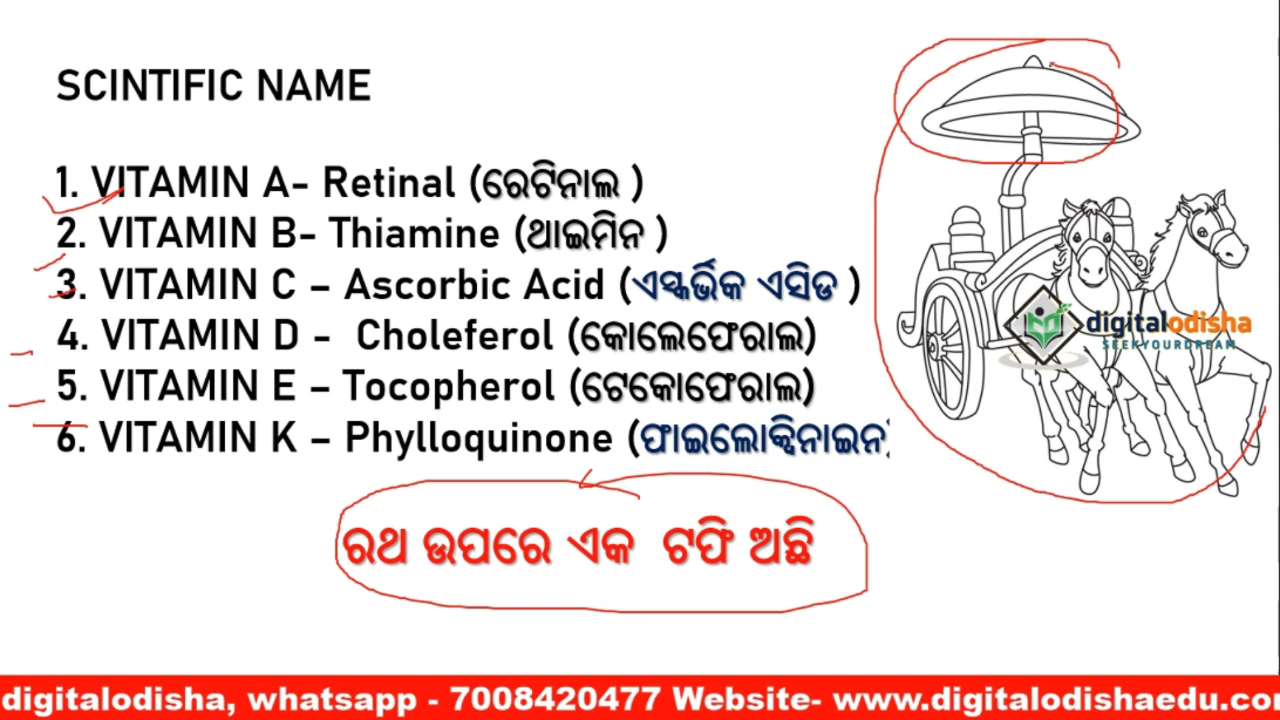 SCINTIFIC NAME
1. VITAMIN A- Retinal (ରେଟିନାଲ )
2. VITAMIN B- Thiamine (ଥାଇମିନ )
3. VITAMIN C – Ascorbic Acid (ଏସ୍କର୍ଭିକ ଏସିଡ )
4. VITAMIN D - Choleferol (କୋଲେଫେରାଲ)
5. VITAMIN E – Tocopherol (ଟେକୋଫେରାଲ)
6. VITAMIN K – Phylloquinone (ଫାଇଲୋକ୍ୱିନାଇନ)
ରଥ ଉପରେ ଏକ ଟଫି ଅଛି
digitalodisha
SEEKYOURDREAM
digitalodisha, whatsapp - 7008420477 Website- www.digitalodishaedu.co